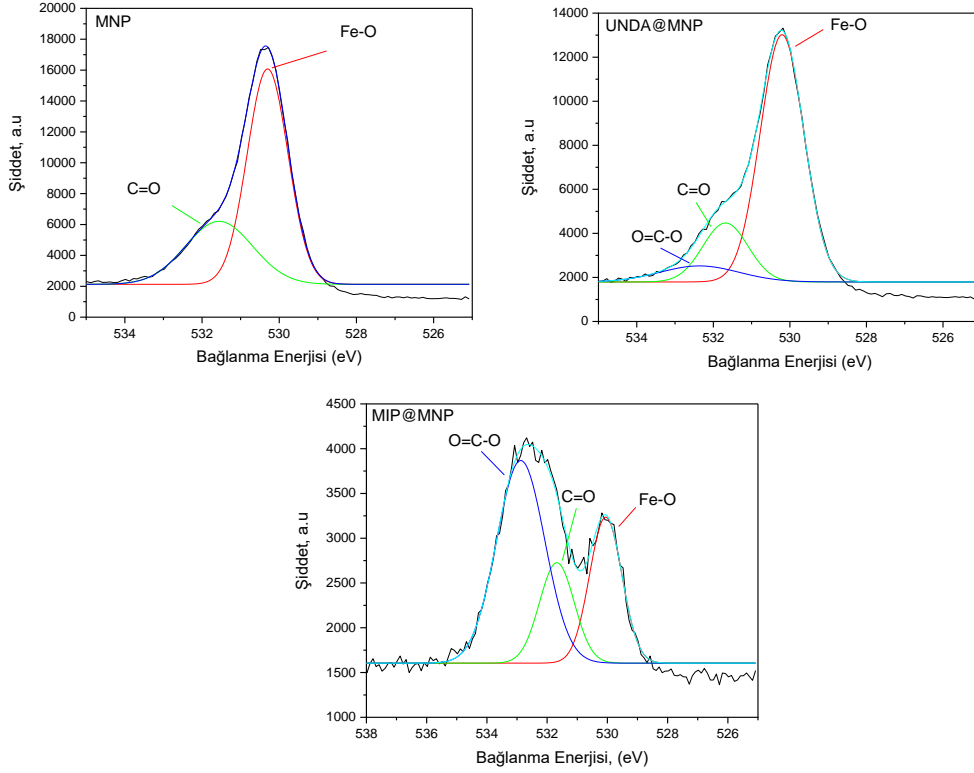 MNP
Fe-O
C=O
Şiddet, a.u
20000
18000
16000
14000
12000
10000
8000
6000
4000
2000
0
534 532 530 528 526
Bağlanma Enerjisi (eV)
UNDA@MNP
Fe-O
C=O
O=C-O
Şiddet, a.u
14000
12000
10000
8000
6000
4000
2000
0
534 532 530 528 526
Bağlanma Enerjisi (eV)
MIP@MNP
O=C-O
C=O
Fe-O
Şiddet, a.u
4500
4000
3500
3000
2500
2000
1500
1000
538 536 534 532 530 528 526
Bağlanma Enerjisi, (eV)